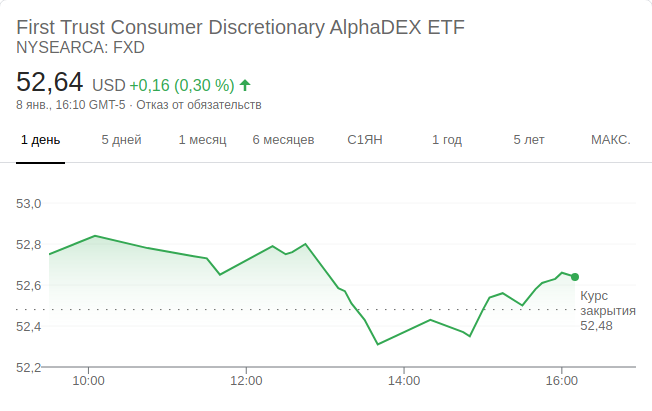 First Trust Consumer Discretionary AlphaDEX ETF
NYSEARCA: FXD
52,64 USD +0,16 (0,30 %)
8 янв., 16:10 GMT-5 · Отказ от обязательств
1 день 5 дней 1 месяц 6 месяцев С1ЯН 1 год 5 лет МАКС.
53,0
52,8
52,6
52,4
52,2
Курс
закрытия
52,48
10:00 12:00 14:00 16:00